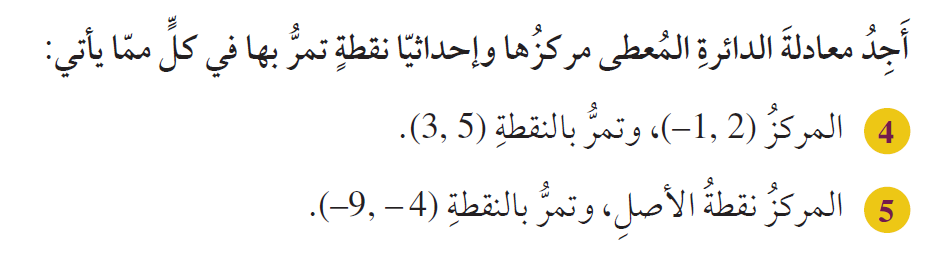 أَجِدُ معادلةَ الدائرةِ المُعطى مركزُها وإحداثيّا نقطةٍ تمرُّ بها في كلٍّ ممّا يأتي:
4 المركزُ (–1, 2)، وتمرُّ بالنقطةِ (3, 5).
5 المركزُ نقطةُ الأصلِ، وتمرُّ بالنقطةِ (–9, – 4).